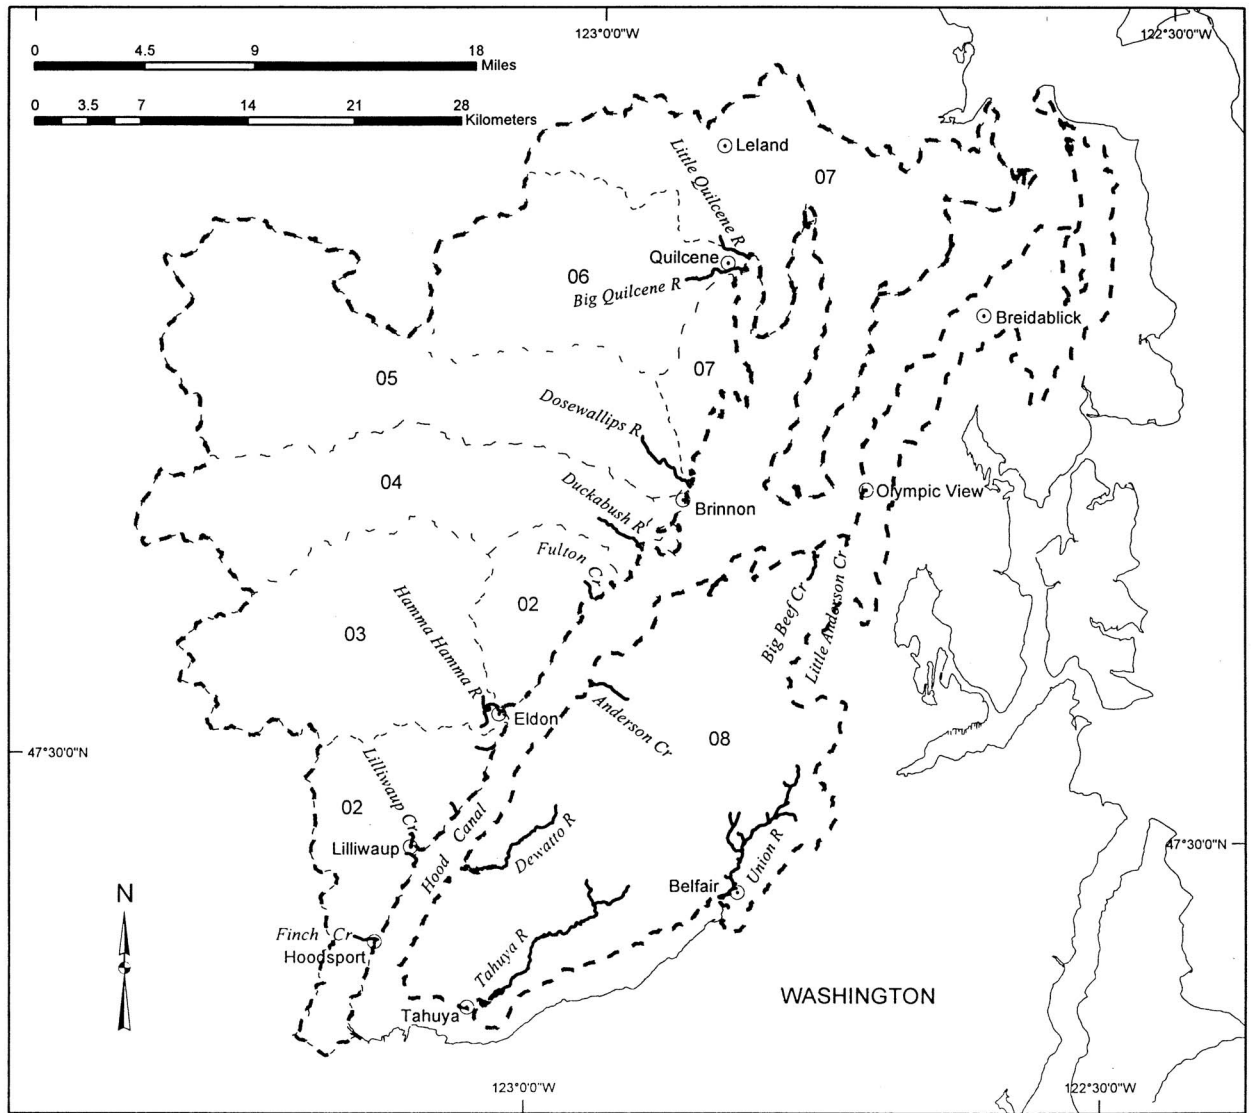 123°0'0"W
122°30'0"W
0 4.5 9 18
Miles
0 3.5 7 14 21 28
Kilometers
Leland
Little Quilcene R
07
Quilcene
06
Big Quilcene R
Breidablick
07
05
Dosewallips R
04
Duckabush R
Brinnon
Olympic View
Fulton Cr
Hamma Hamma R
02
03
Big Beef Cr
Little Anderson Cr
Eldon
Anderson Cr
08
47°30'0"N
Lilliwaup Cr
02
Hood Canal
Lilliwaup
Dewatto R
Union R
47°30'0"N
Belfair
N
Finch Cr
Hoodsport
Tahuya R
Tahuya
WASHINGTON
123°0'0"W
122°30'0"W